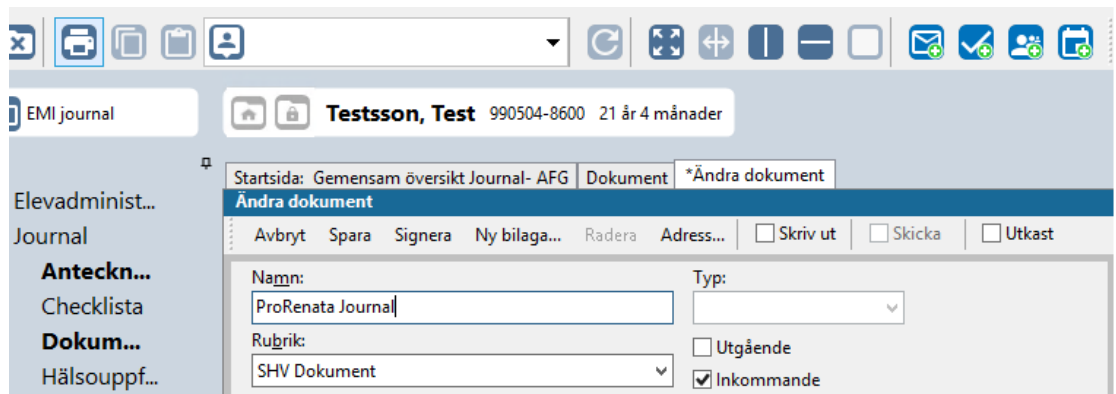 EMI journal
Testsson, Test 990504-8600 21 år 4 månader
Startsida: Gemensam översikt Journal- AFG Dokument *Ändra dokument
Elevadminist...
Ändra dokument
Journal
Avbryt Spara Signera Ny bilaga... Radera Adress... Skriv ut Skicka Utkast
Anteckn...
Namn: Typ:
Checklista
ProRenata Journal
Dokum...
Rubrik: Utgående
Hälsouppf...
SHV Dokument Inkommande